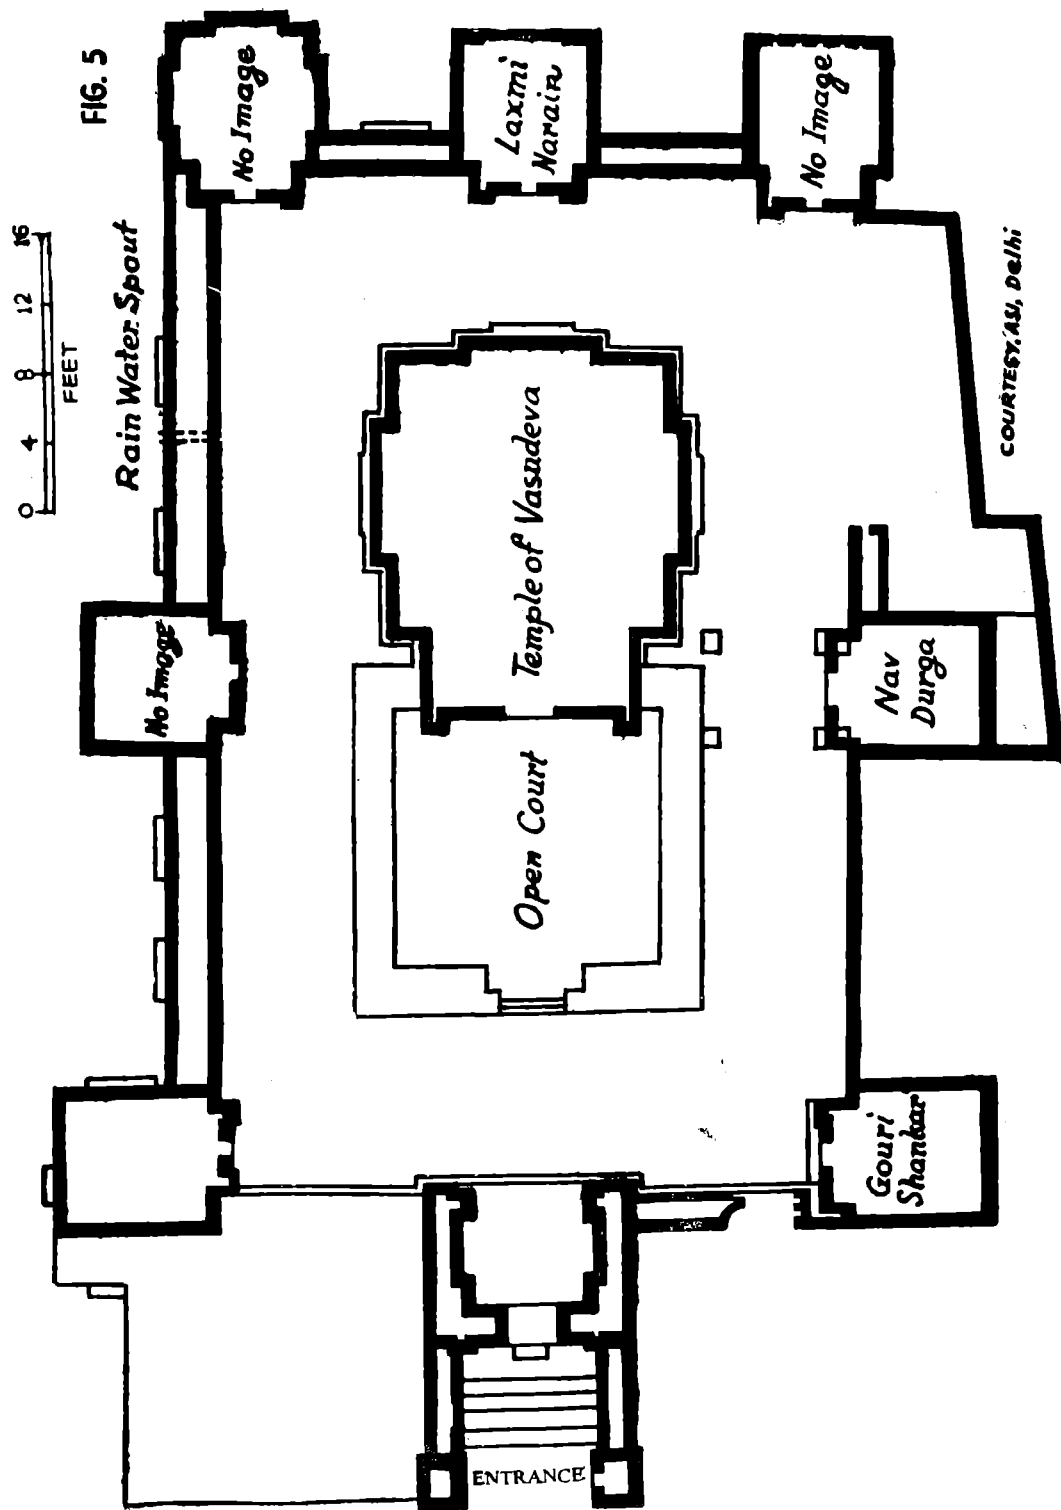 FIG. 5
0 4 8 12 16
FEET
Rain Water Spout
No Image
Laxmi
Narain
No Image
No Image
Temple of Vasudeva
Open Court
Nav
Durga
Gouri
Shankar
ENTRANCE
COURTESY, ASI, Delhi